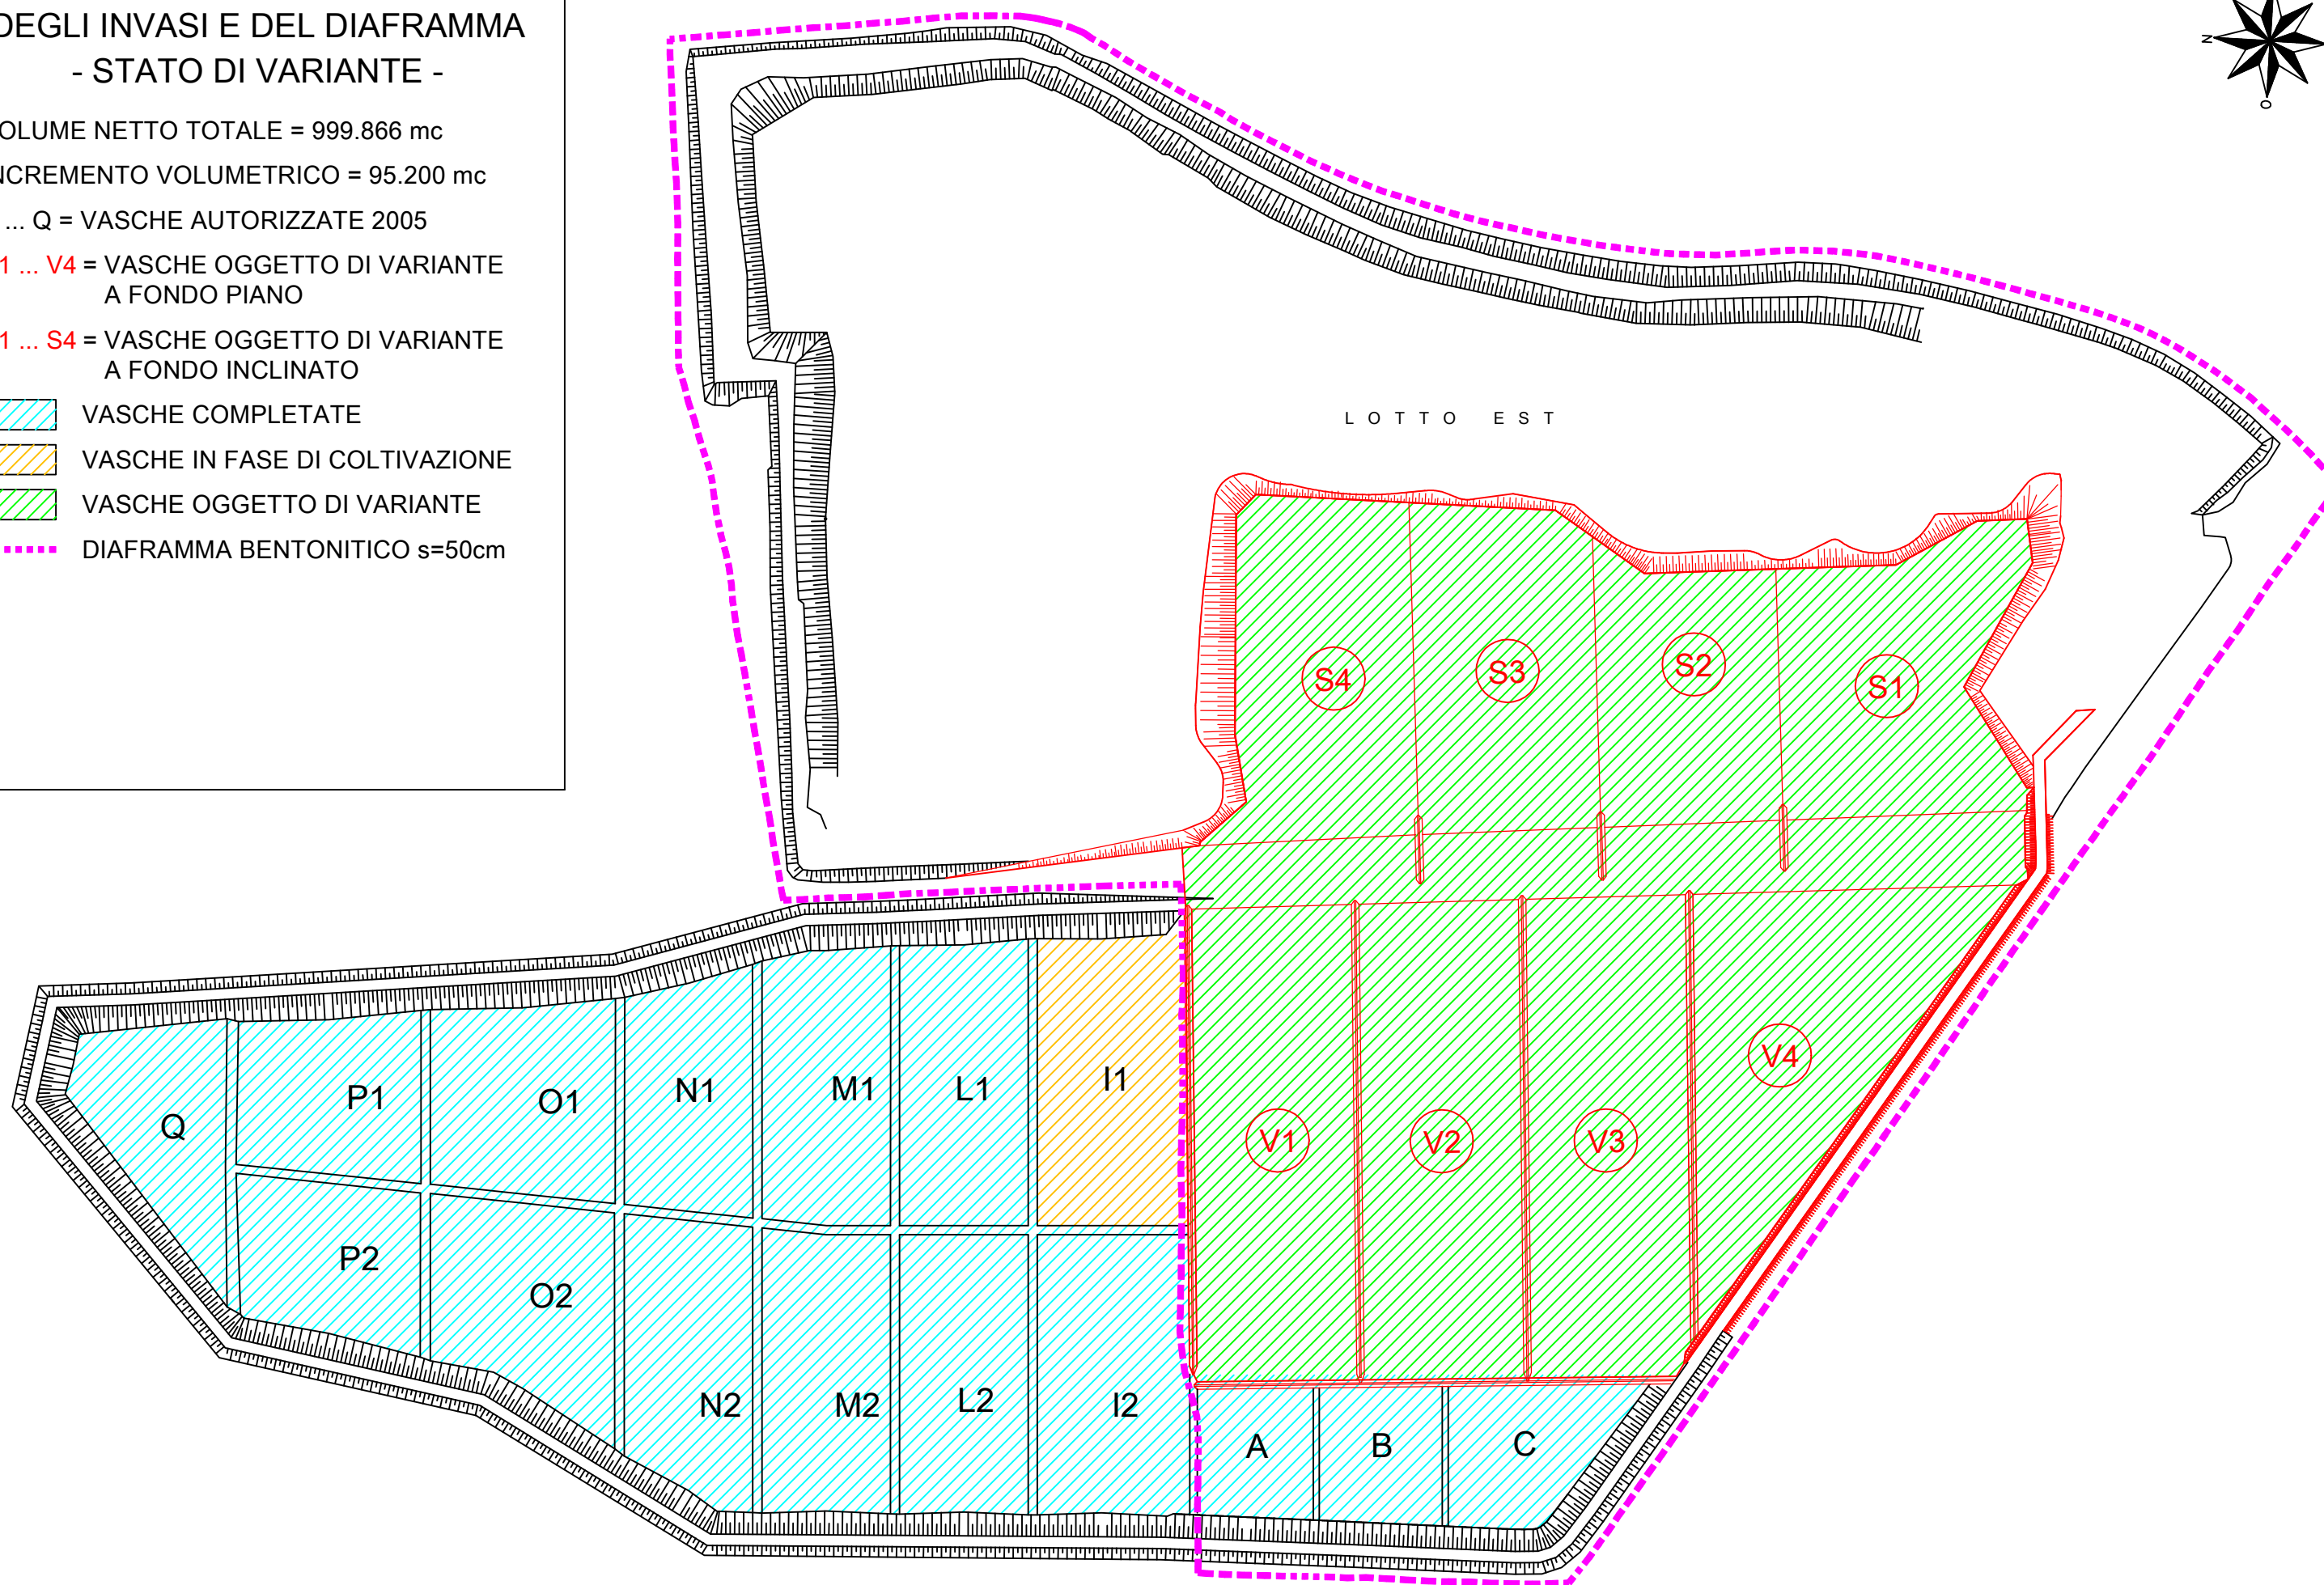 DEGLI INVASI E DEL DIAFRAMMA
- STATO DI VARIANTE -
OLUME NETTO TOTALE = 999.866 mc
NCREMENTO VOLUMETRICO = 95.200 mc
... Q = VASCHE AUTORIZZATE 2005
1 ... V4 = VASCHE OGGETTO DI VARIANTE
A FONDO PIANO
1 ... S4 = VASCHE OGGETTO DI VARIANTE
A FONDO INCLINATO
VASCHE COMPLETATE
VASCHE IN FASE DI COLTIVAZIONE
VASCHE OGGETTO DI VARIANTE
DIAFRAMMA BENTONITICO s=50cm
N
O
LOTTO EST
S4
S3
S2
S1
V4
V1
V2
V3
Q
P1
O1
N1
M1
L1
I1
P2
O2
N2
M2
L2
I2
A
B
C